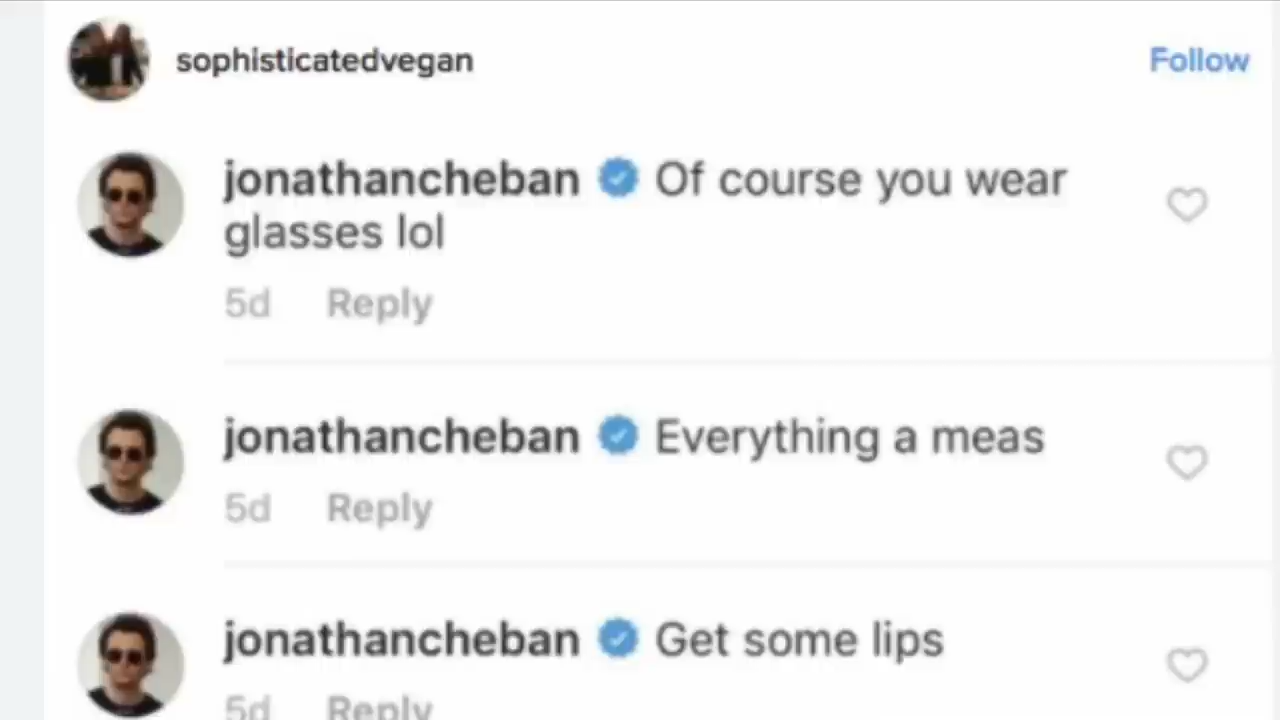 sophisticatedvegan Follow
jonathancheban Of course you wear
glasses lol
5d Reply
jonathancheban Everything a meas
5d Reply
jonathancheban Get some lips
5d Reply